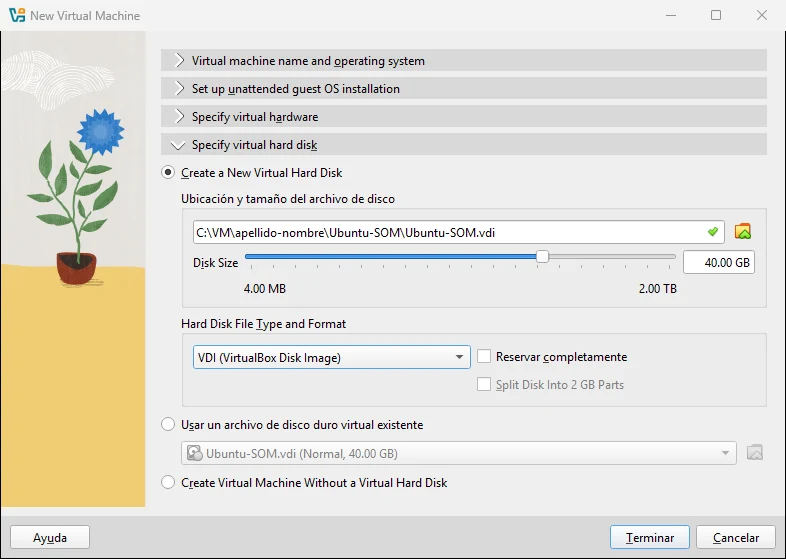 New Virtual Machine
Virtual machine name and operating system
Set up unattended guest OS installation
Specify virtual hardware
Specify virtual hard disk
Create a New Virtual Hard Disk
Ubicación y tamaño del archivo de disco
C:\VM\apellido-nombre\Ubuntu-SOM\Ubuntu-SOM.vdi
Disk Size 40.00 GB
4.00 MB 2.00 TB
Hard Disk File Type and Format
VDI (VirtualBox Disk Image) Reservar completamente
Split Disk Into 2 GB Parts
Usar un archivo de disco duro virtual existente
Ubuntu-SOM.vdi (Normal, 40.00 GB)
Create Virtual Machine Without a Virtual Hard Disk
Ayuda Terminar Cancelar